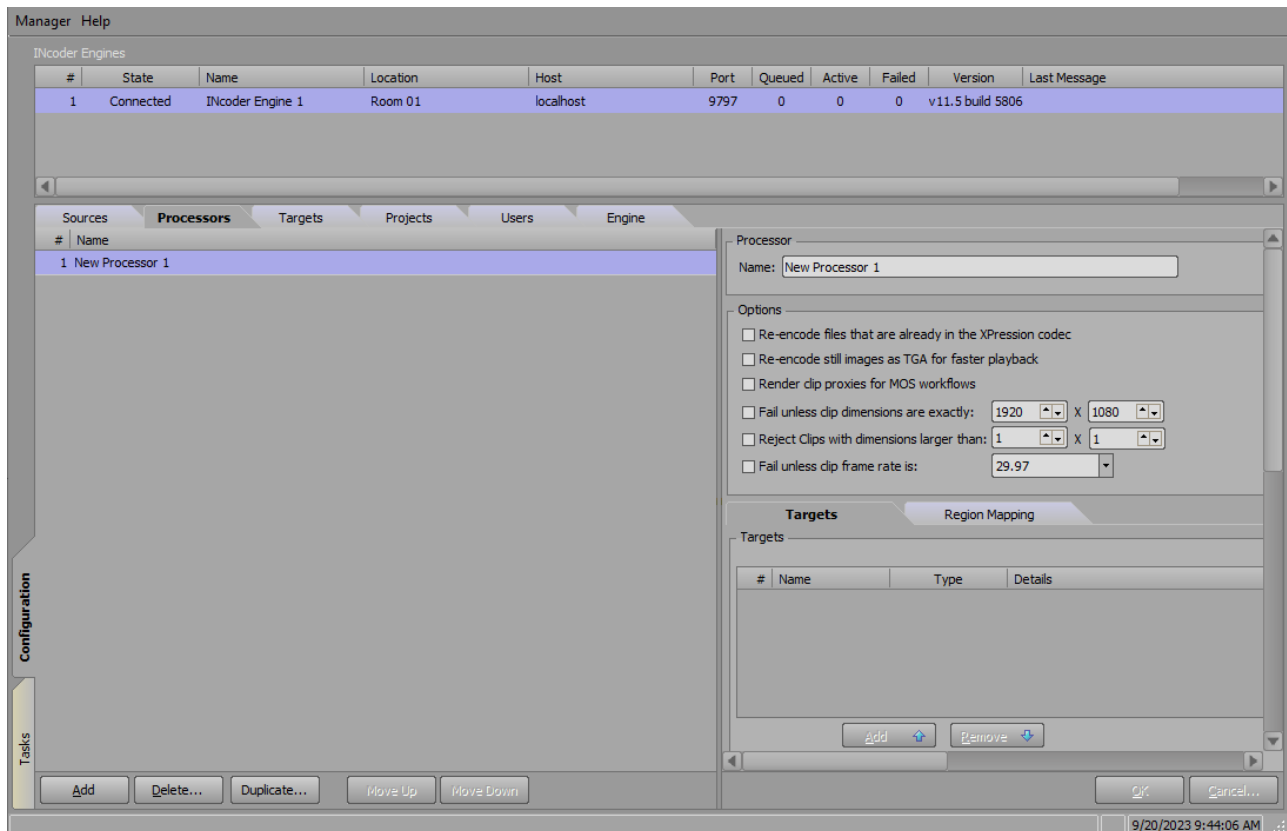 Manager Help
INcoder Engines
# State Name Location Host Port Queued Active Failed Version Last Message
1 Connected INcoder Engine 1 Room 01 localhost 9797 0 0 0 v11.5 build 5806
Sources Processors Targets Projects Users Engine
# Name
1 New Processor 1
Processor
Name: New Processor 1
Options
Re-encode files that are already in the XPression codec
Re-encode still images as TGA for faster playback
Render clip proxies for MOS workflows
Fail unless clip dimensions are exactly: 1920 X 1080
Reject Clips with dimensions larger than: 1 X 1
Fail unless clip frame rate is: 29.97
Targets Region Mapping
Targets
# Name Type Details
Add Remove
Configuration
Tasks
Add Delete... Duplicate... Move Up Move Down OK Cancel...
9/20/2023 9:44:06 AM